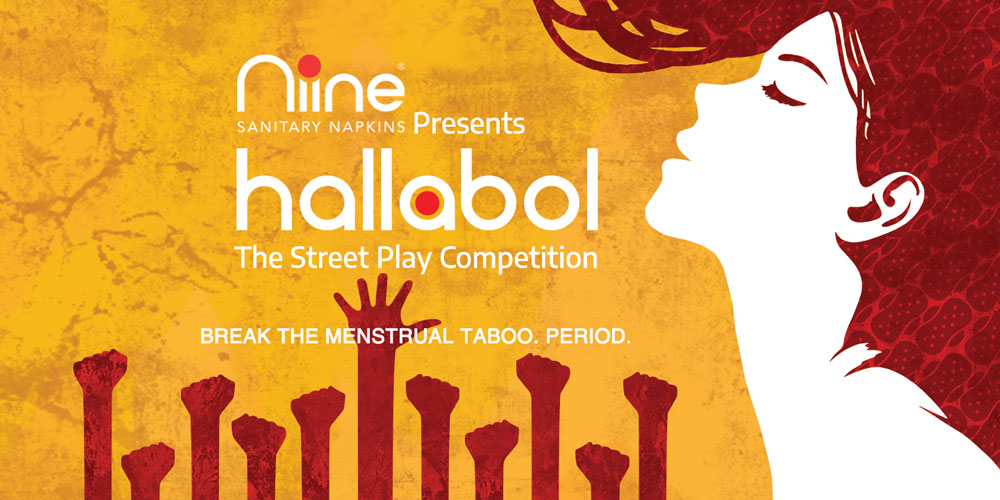 Niine®
SANITARY NAPKINS Presents
hallabol
The Street Play Competition
BREAK THE MENSTRUAL TABOO. PERIOD.